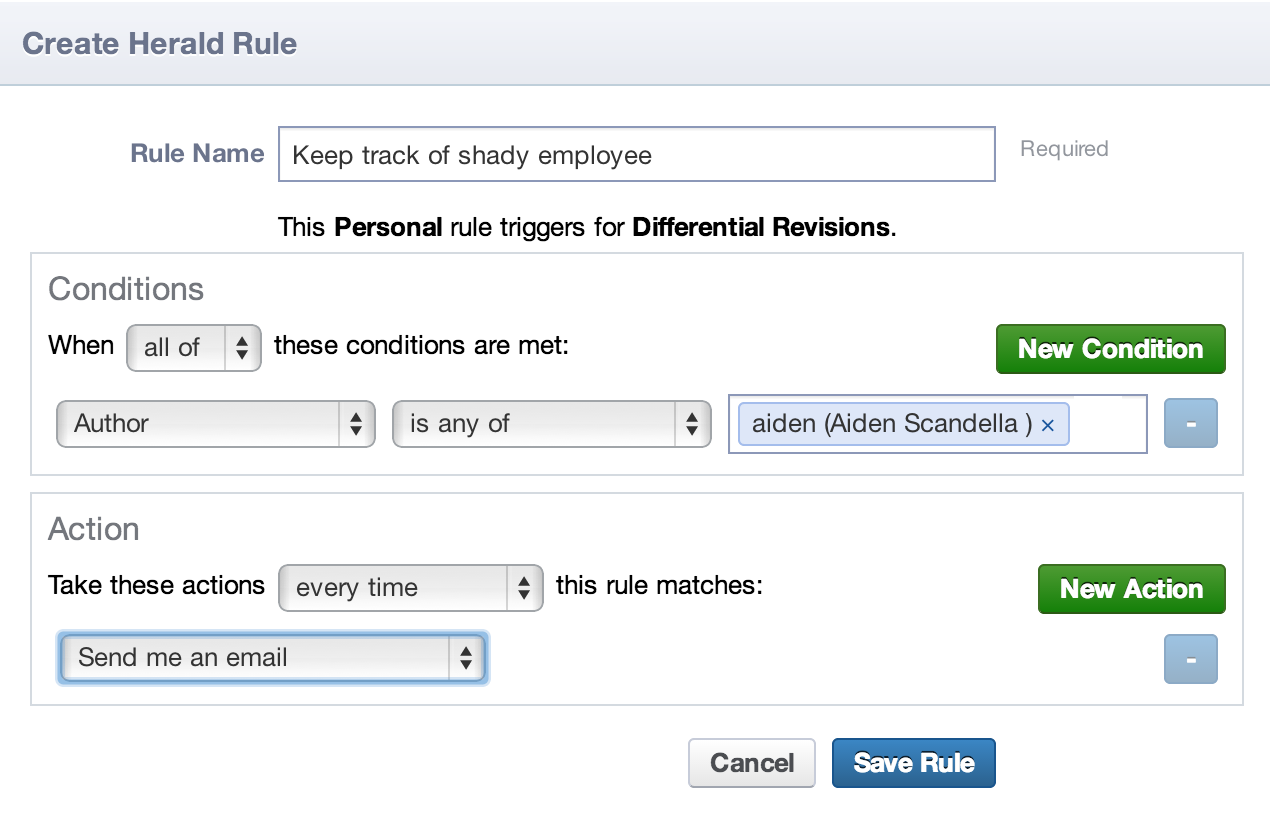 Create Herald Rule
Rule Name Keep track of shady employee Required
This Personal rule triggers for Differential Revisions.
Conditions
When all of these conditions are met: New Condition
Author is any of aiden (Aiden Scandella ) × -
Action
Take these actions every time this rule matches: New Action
Send me an email -
Cancel Save Rule